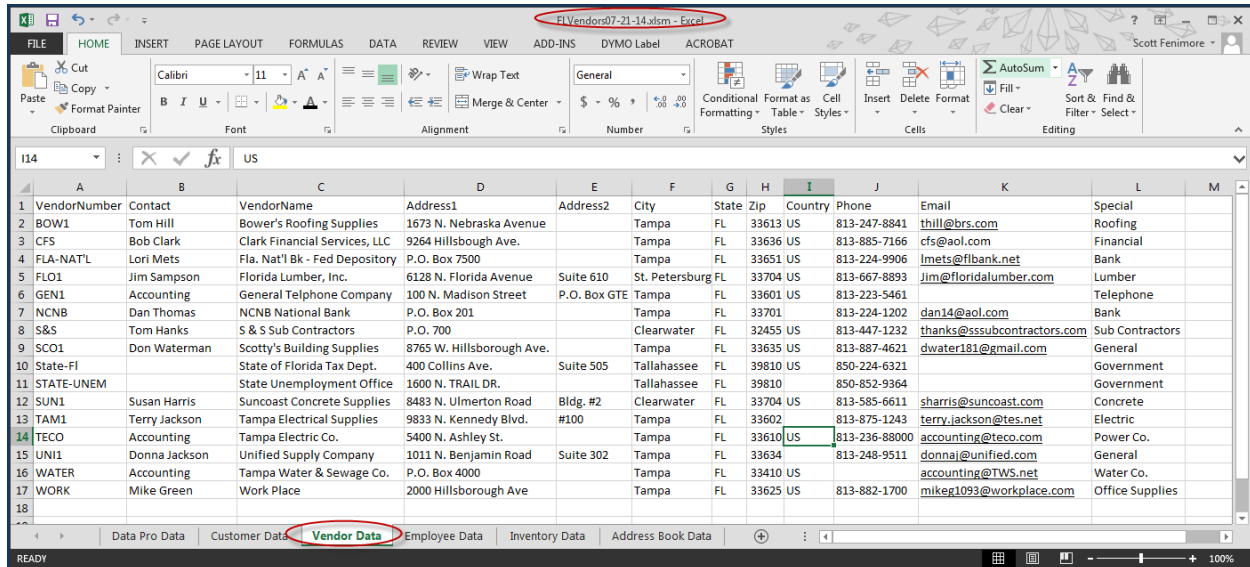 FLVendors07-21-14.xlsm - Excel
?
FILE HOME INSERT PAGE LAYOUT FORMULAS DATA REVIEW VIEW ADD-INS DYMO Label ACROBAT Scott Fenimore
Paste Cut Copy Format Painter
Calibri 11 A A
B I U A
Wrap Text
Merge & Center
General
$ % , .0 .00 .00 .0
Conditional Formatting Format as Table Cell Styles
Insert Delete Format
AutoSum Fill Clear
Sort & Filter Find & Select
Clipboard Font Alignment Number Styles Cells Editing
I14 fx US
A B C D E F G H I J K L M
1 VendorNumber Contact VendorName Address1 Address2 City State Zip Country Phone Email Special
2 BOW1 Tom Hill Bower's Roofing Supplies 1673 N. Nebraska Avenue Tampa FL 33613 US 813-247-8841 thill@brs.com Roofing
3 CFS Bob Clark Clark Financial Services, LLC 9264 Hillsbough Ave. Tampa FL 33636 US 813-885-7166 cfs@aol.com Financial
4 FLA-NAT'L Lori Mets Fla. Nat'l Bk - Fed Depository P.O. Box 7500 Tampa FL 33651 US 813-224-9906 lmets@flbank.net Bank
5 FLO1 Jim Sampson Florida Lumber, Inc. 6128 N. Florida Avenue Suite 610 St. Petersburg FL 33704 US 813-667-8893 Jim@floridalumber.com Lumber
6 GEN1 Accounting General Telphone Company 100 N. Madison Street P.O. Box GTE Tampa FL 33601 US 813-223-5461 Telephone
7 NCNB Dan Thomas NCNB National Bank P.O. Box 201 Tampa FL 33701 813-224-1202 dan14@aol.com Bank
8 S&S Tom Hanks S & S Sub Contractors P.O. 700 Clearwater FL 32455 US 813-447-1232 thanks@sssubcontractors.com Sub Contractors
9 SCO1 Don Waterman Scotty's Building Supplies 8765 W. Hillsborough Ave. Tampa FL 33635 US 813-887-4621 dwater181@gmail.com General
10 State-Fl State of Florida Tax Dept. 400 Collins Ave. Suite 505 Tallahassee FL 39810 US 850-224-6321 Government
11 STATE-UNEM State Unemployment Office 1600 N. TRAIL DR. Tallahassee FL 39810 850-852-9364 Government
12 SUN1 Susan Harris Suncoast Concrete Supplies 8483 N. Ulmerton Road Bldg. #2 Clearwater FL 33704 US 813-585-6611 sharris@suncoast.com Concrete
13 TAM1 Terry Jackson Tampa Electrical Supplies 9833 N. Kennedy Blvd. #100 Tampa FL 33602 813-875-1243 terry.jackson@tes.net Electric
14 TECO Accounting Tampa Electric Co. 5400 N. Ashley St. Tampa FL 33610 US 813-236-88000 accounting@teco.com Power Co.
15 UNI1 Donna Jackson Unified Supply Company 1011 N. Benjamin Road Suite 302 Tampa FL 33634 813-248-9511 donnaj@unified.com General
16 WATER Accounting Tampa Water & Sewage Co. P.O. Box 4000 Tampa FL 33410 US accounting@TWS.net Water Co.
17 WORK Mike Green Work Place 2000 Hillsborough Ave Tampa FL 33625 US 813-882-1700 mikeg1093@workplace.com Office Supplies
18
Data Pro Data Customer Data Vendor Data Employee Data Inventory Data Address Book Data
READY 100%